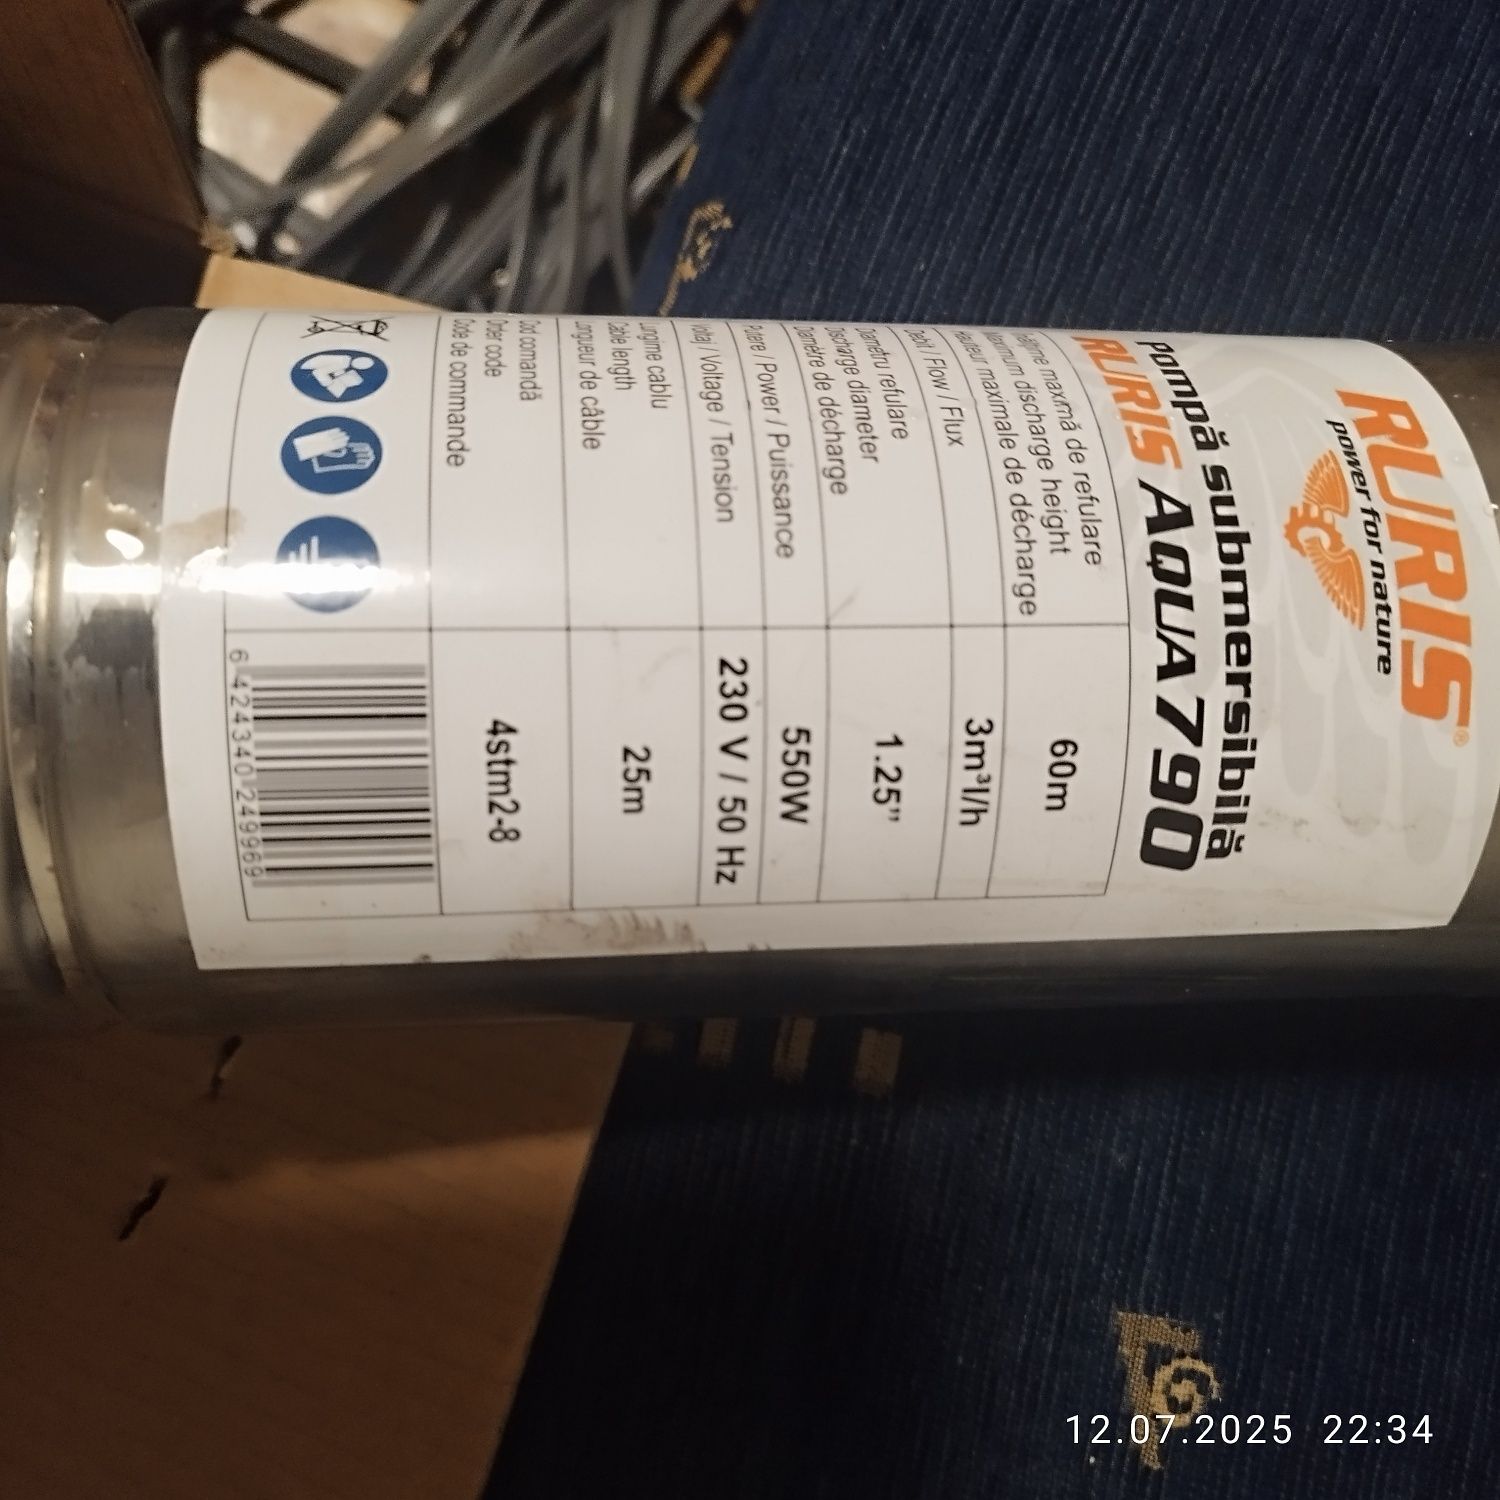 RURIS®
power for nature
pompă submersibilă
RURIS AQUA 790
maximă de refulare
Maximum discharge height
Hauteur maximale de décharge
60m
Debit / Flow / Flux
3m³l/h
Diametru refulare
Discharge diameter
Diamètre de décharge
1.25”
Putere / Power / Puissance
550W
Voltaj / Voltage / Tension
230 V / 50 Hz
Lungime cablu
Cable length
Longueur de câble
25m
Cod comandă
Order code
Code de commande
4stm2-8
6 424340 249969
12.07.2025 22:34